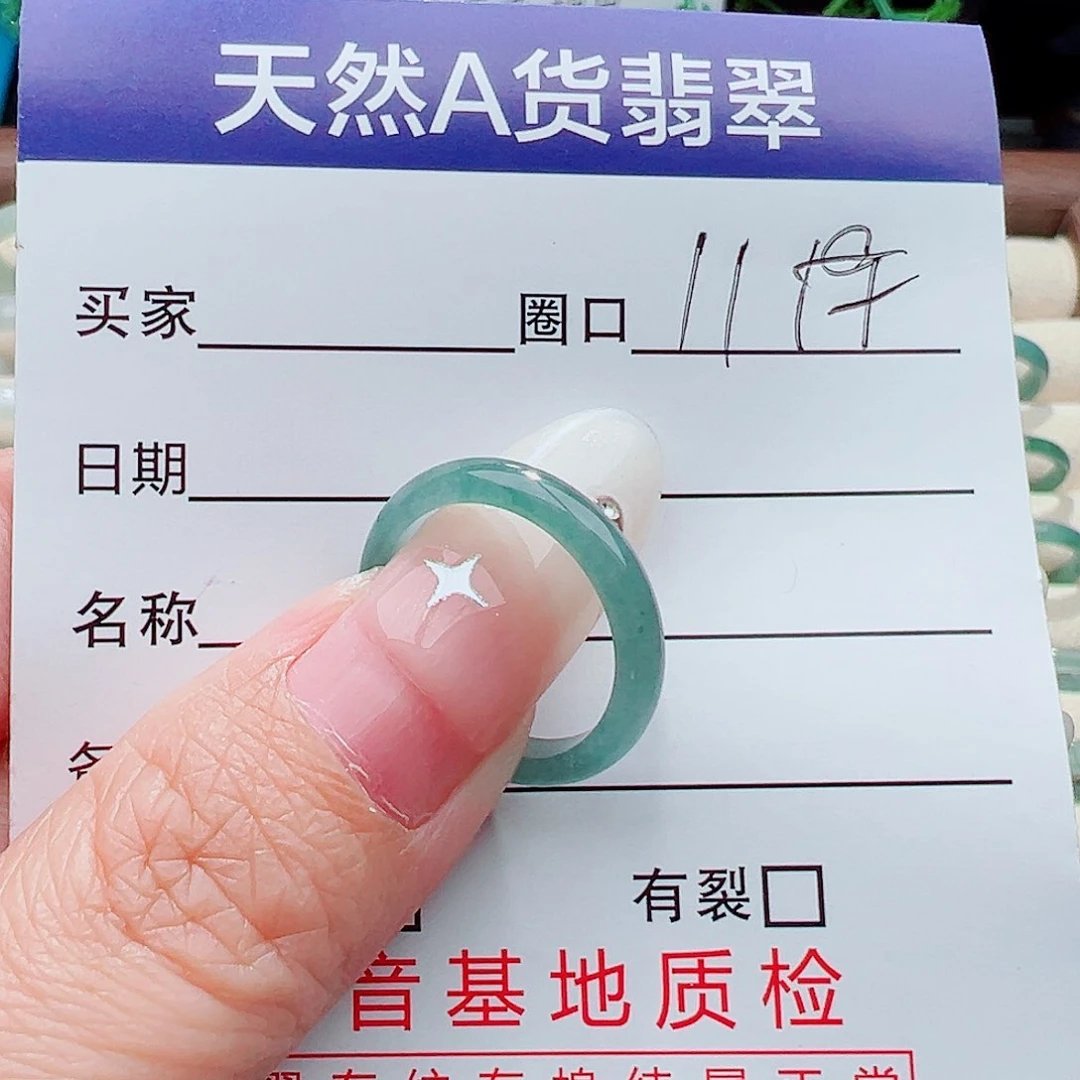 天然A货翡翠
买家 圈口 11
日期
名称
有裂
音基地质检